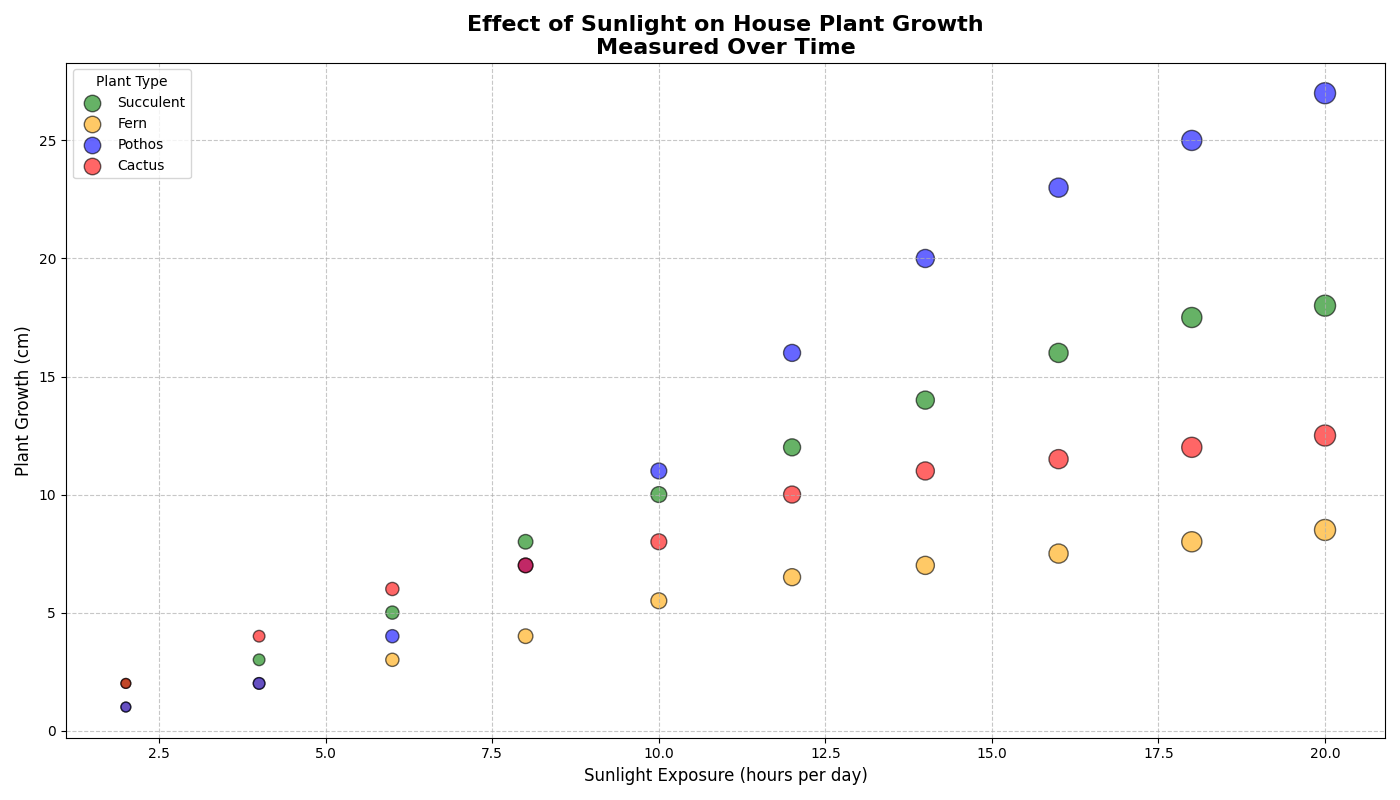 Effect of Sunlight on House Plant Growth
Measured Over Time
Plant Type
Succulent
Fern
Pothos
Cactus
Plant Growth (cm)
25
20
15
10
5
0
2.5 5.0 7.5 10.0 12.5 15.0 17.5 20.0
Sunlight Exposure (hours per day)